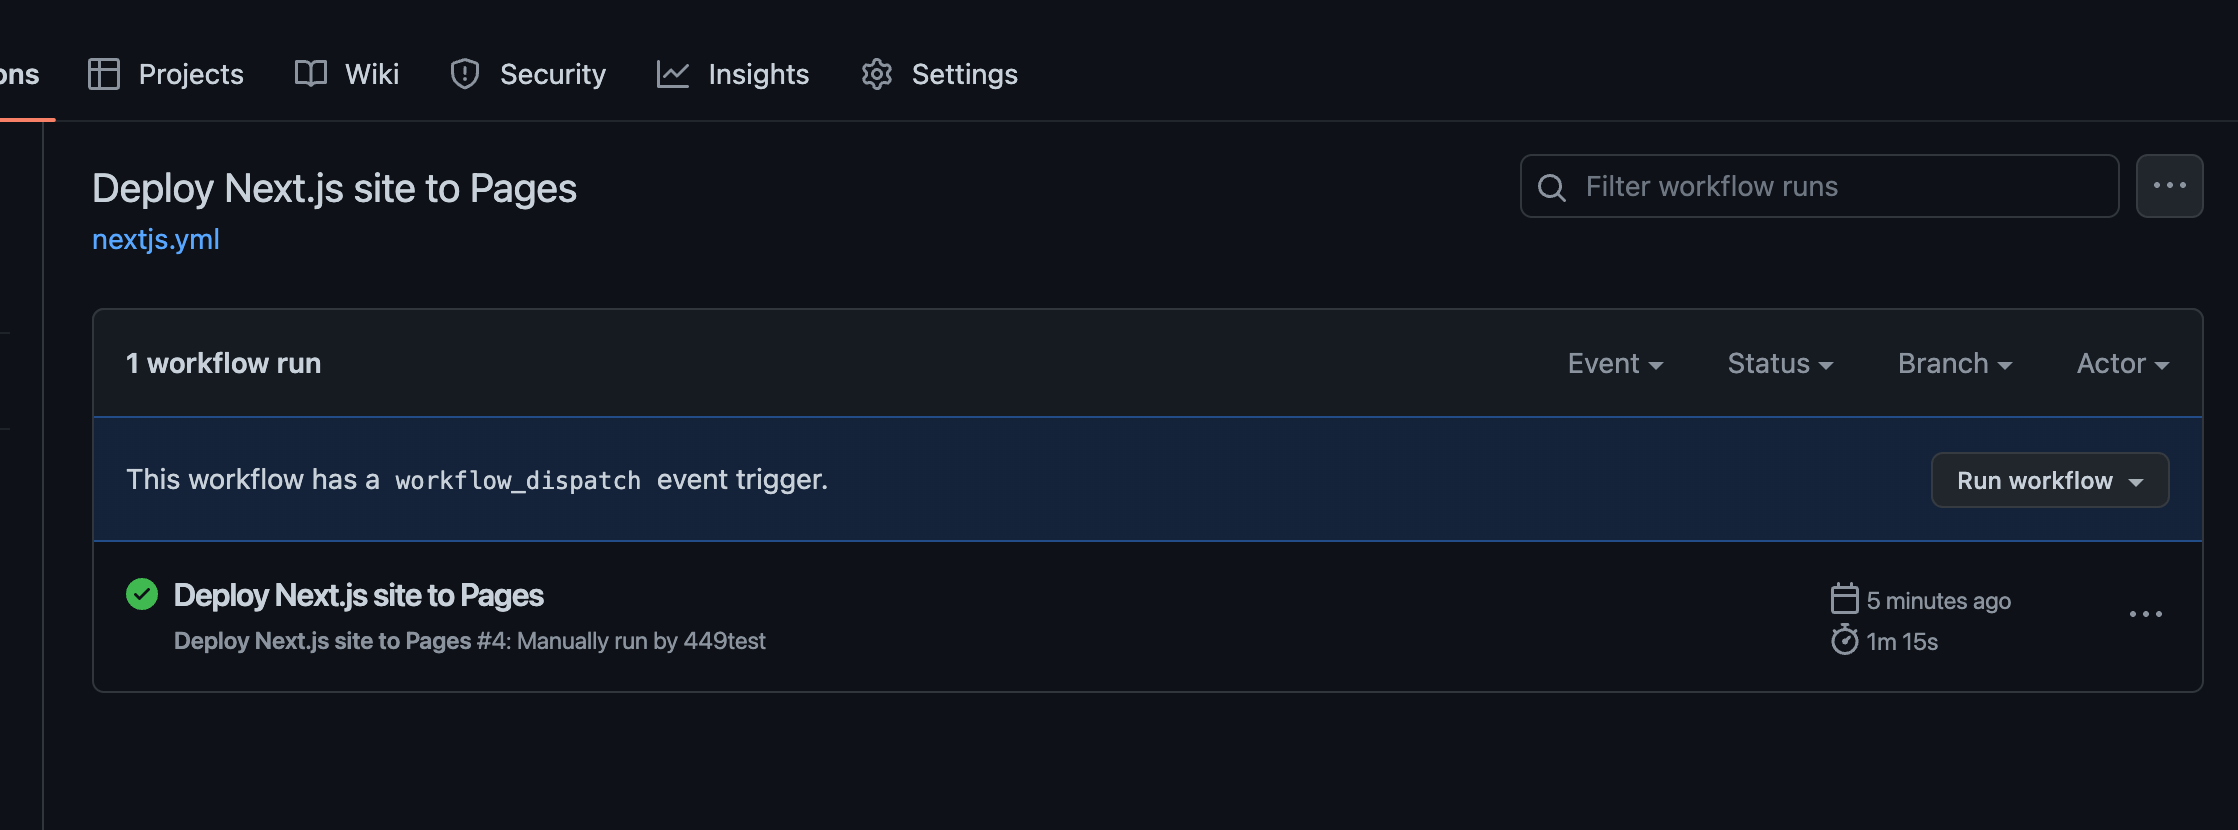 ons Projects Wiki Security Insights Settings
Deploy Next.js site to Pages
Filter workflow runs
nextjs.yml
1 workflow run
Event Status Branch Actor
This workflow has a workflow_dispatch event trigger.
Run workflow
Deploy Next.js site to Pages
5 minutes ago
Deploy Next.js site to Pages #4: Manually run by 449test
1m 15s